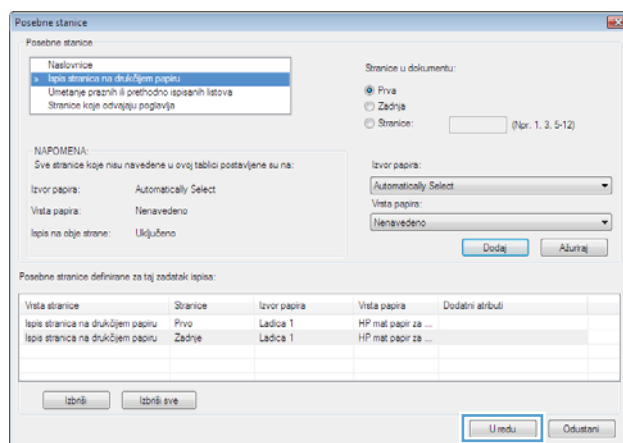 Posebne stanice
Posebne stanice
Naslovnice
» Ispis stranica na drukčijem papiru
Umetanje praznih ili prethodno ispisanih listova
Stranice koje odvajaju poglavlja
Stranice u dokumentu:
Prva
Zadnja
Stranice:
(Npr. 1, 3, 5-12)
NAPOMENA:
Sve stranice koje nisu navedene u ovoj tablici postavljene su na:
Izvor papira: Automatically Select
Vrsta papira: Nenavedeno
Ispis na obje strane: Uključeno
Izvor papira:
Automatically Select
Vrsta papira:
Nenavedeno
Dodaj Ažuriraj
Posebne stranice definirane za taj zadatak ispisa:
Vrsta stranice Stranice Izvor papira Vrsta papira Dodatni atributi
Ispis stranica na drukčijem papiru Prvo Ladica 1 HP mat papir za ...
Ispis stranica na drukčijem papiru Zadnje Ladica 1 HP mat papir za ...
Izbriši Izbriši sve
U redu Odustani